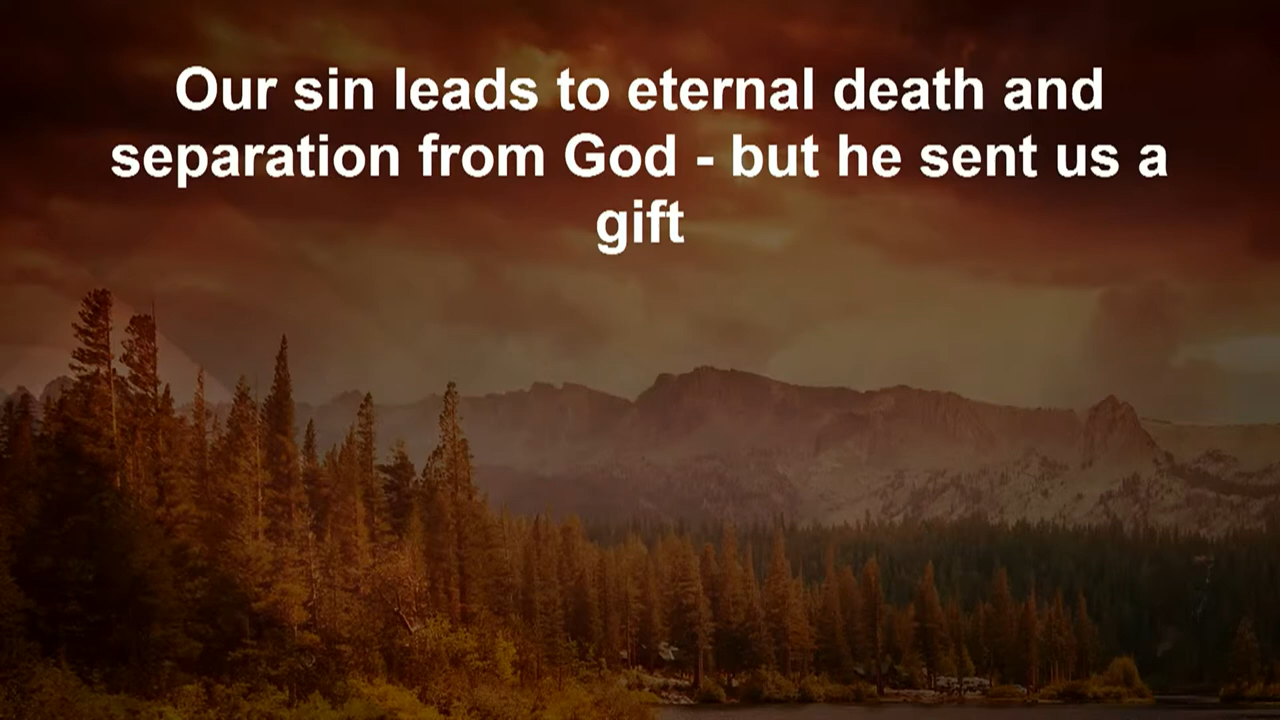 Our sin leads to eternal death and
separation from God - but he sent us a
gift